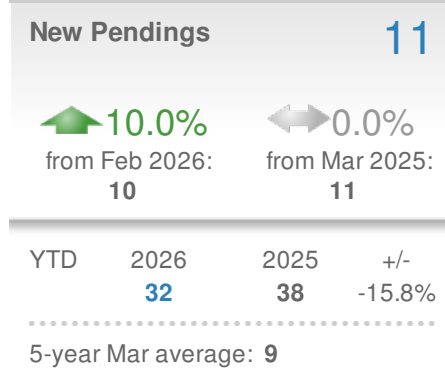 New Pendings 11
10.0% 0.0%
from Feb 2026: from Mar 2025:
10 11
YTD 2026 2025 +/-
32 38 -15.8%
5-year Mar average: 9